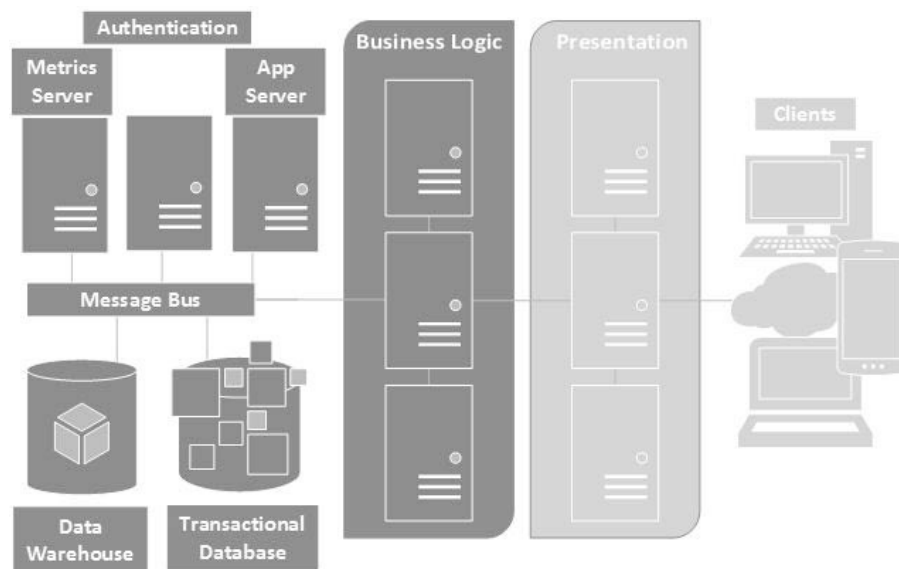 Authentication
Metrics
Server
App
Server
Message Bus
Data
Warehouse
Transactional
Database
Business Logic
Presentation
Clients